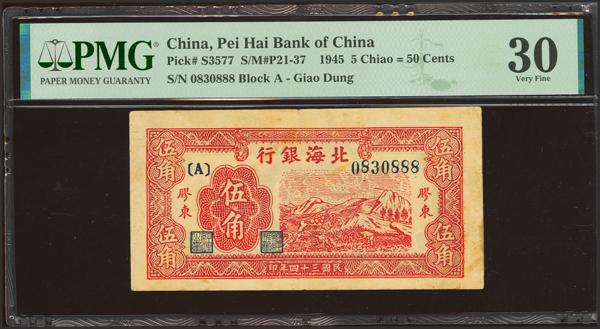 PMG
PAPER MONEY GUARANTY
China, Pei Hai Bank of China
Pick# S3577 S/M#P21-37 1945 5 Chiao = 50 Cents
S/N 0830888 Block A - Giao Dung
30
Very Fine
行銀海北
(A)
0830888
伍角
伍角
伍角
膠東
膠東
伍角
伍角
印年四十三國民